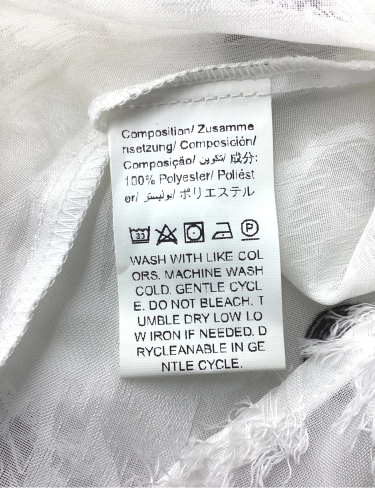 Composition/ Zusamme
nsetzung/ Composición/
Composição/ تكوين/ 成分:
100% Polyester/ Poliést
er/ بوليستر/ ポリエステル
WASH WITH LIKE COL
ORS. MACHINE WASH
COLD. GENTLE CYCL
E. DO NOT BLEACH. T
UMBLE DRY LOW LO
W IRON IF NEEDED. D
RYCLEANABLE IN GE
NTLE CYCLE.